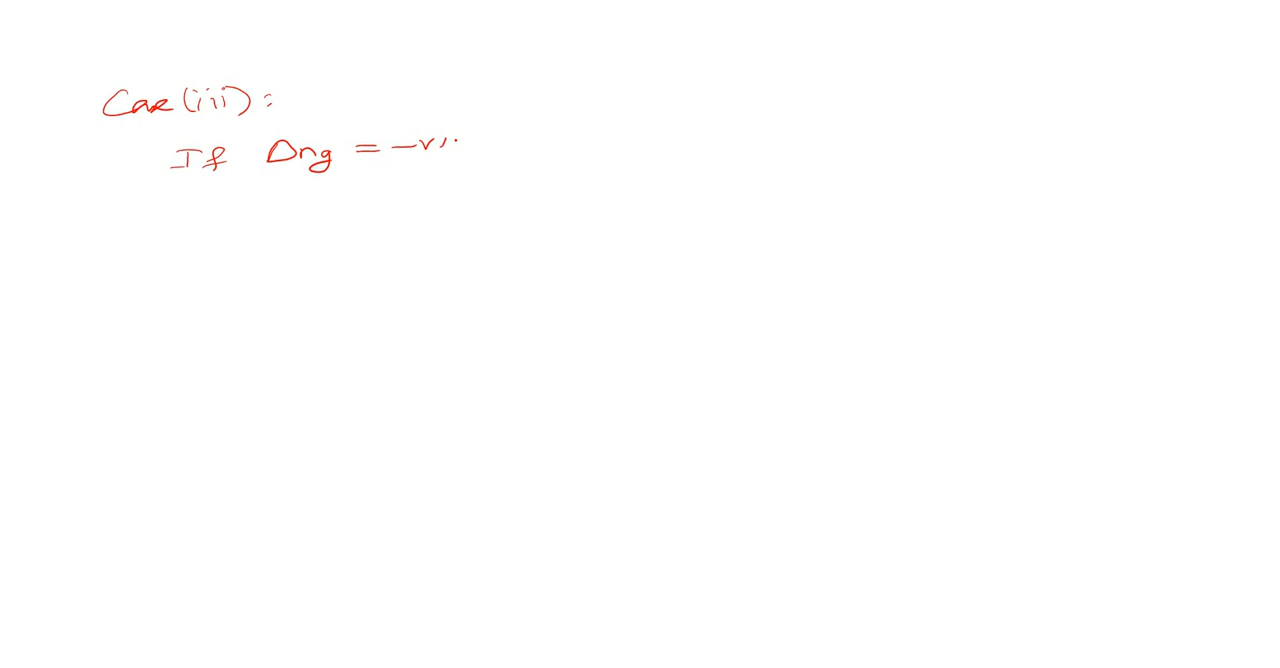 Case (iii):
If Δng = -ve